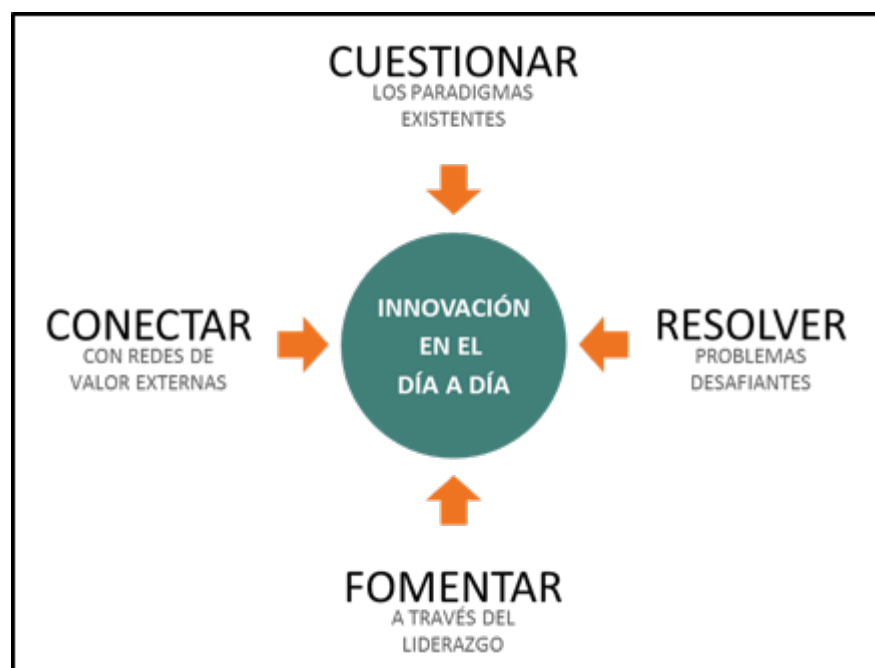 CUESTIONAR
LOS PARADIGMAS
EXISTENTES
CONECTAR
CON REDES DE
VALOR EXTERNAS
INNOVACIÓN
EN EL
DÍA A DÍA
RESOLVER
PROBLEMAS
DESAFIANTES
FOMENTAR
A TRAVÉS DEL
LIDERAZGO